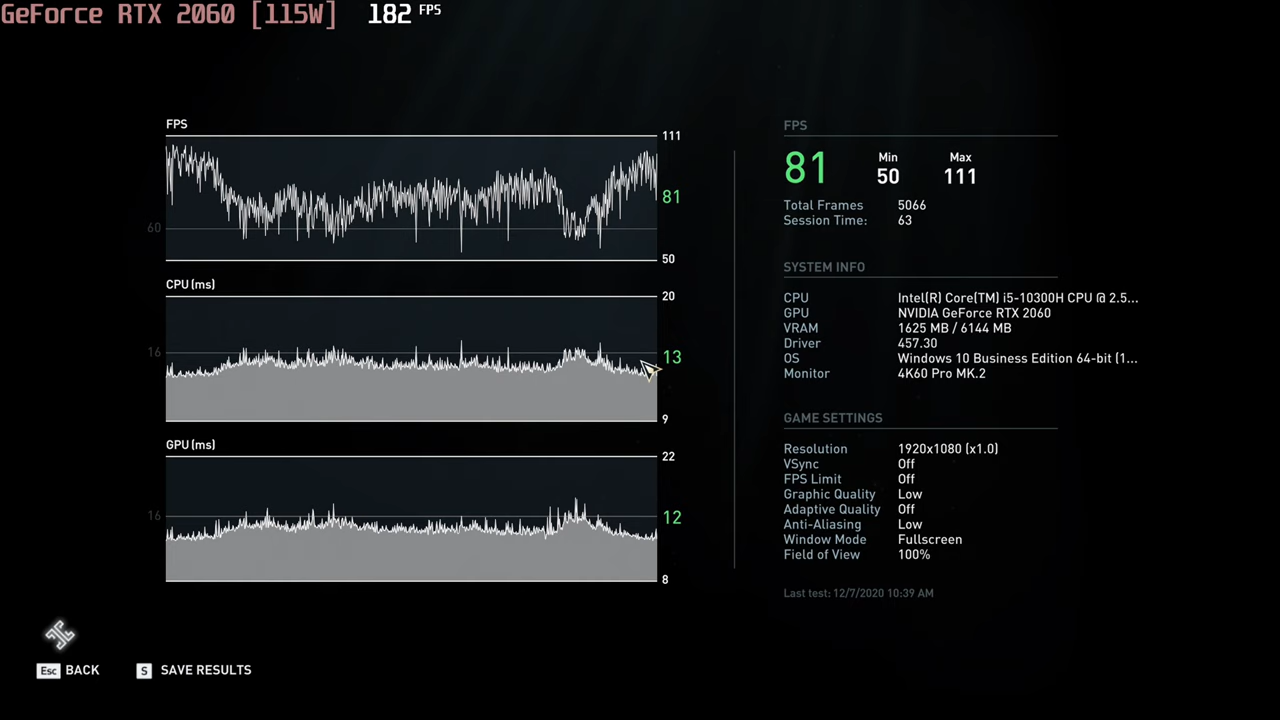 GeForce RTX 2060 [115W] 182 FPS
FPS
111
81
60
50
CPU (ms)
20
16
13
9
GPU (ms)
22
16
12
8
FPS
81 Min 50 Max 111
Total Frames 5066
Session Time: 63
SYSTEM INFO
CPU Intel(R) Core(TM) i5-10300H CPU @ 2.5...
GPU NVIDIA GeForce RTX 2060
VRAM 1625 MB / 6144 MB
Driver 457.30
OS Windows 10 Business Edition 64-bit (1...
Monitor 4K60 Pro MK.2
GAME SETTINGS
Resolution 1920x1080 (x1.0)
VSync Off
FPS Limit Off
Graphic Quality Low
Adaptive Quality Off
Anti-Aliasing Low
Window Mode Fullscreen
Field of View 100%
Last test: 12/7/2020 10:39 AM
Esc BACK S SAVE RESULTS